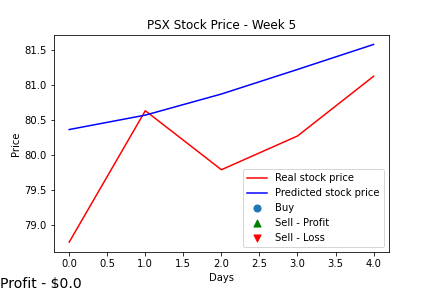 PSX Stock Price - Week 5
81.5
81.0
80.5
80.0
79.5
79.0
Price
Real stock price
Predicted stock price
Buy
Sell - Profit
Sell - Loss
0.0 0.5 1.0 1.5 2.0 2.5 3.0 3.5 4.0
Days
Profit - $0.0